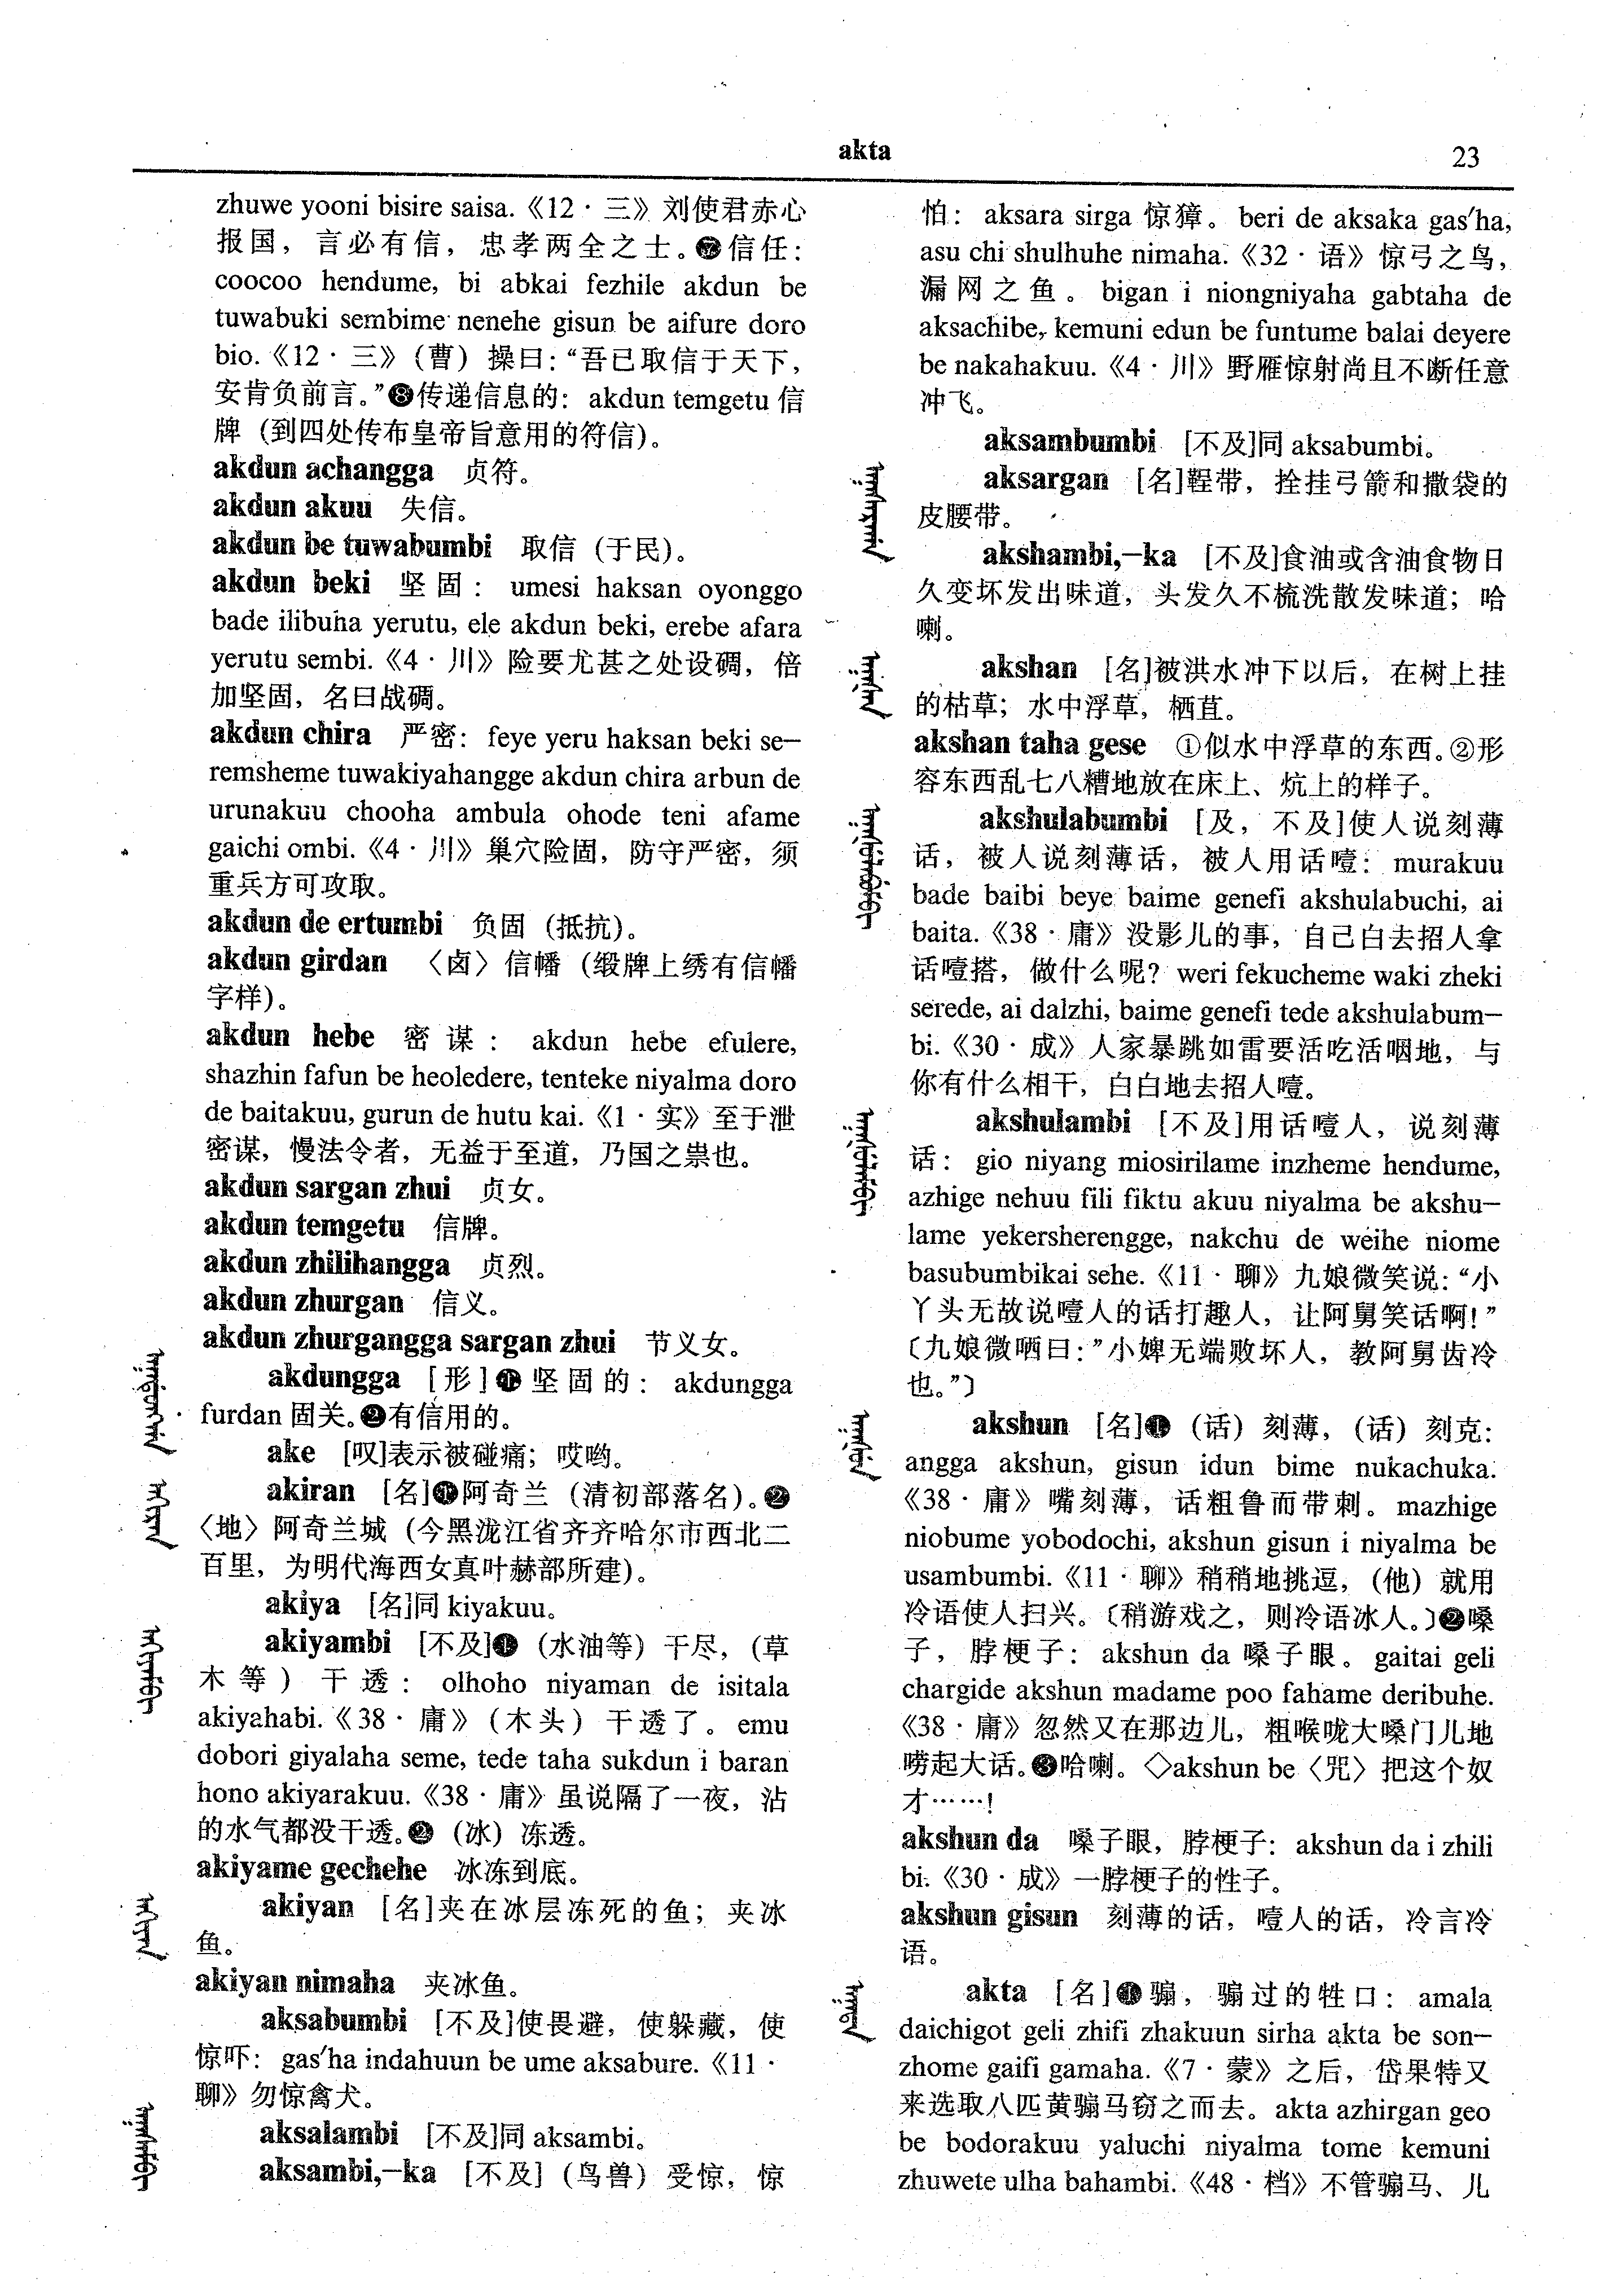 akta
23
zhuwe yooni bisire saisa.《12·三》刘使君赤心
报国，言必有信，忠孝两全之士。❼信任：
coocoo hendume, bi abkai fezhile akdun be
tuwabuki sembime nenehe gisun be aifure doro
bio.《12·三》（曹）操曰：“吾已取信于天下，
安肯负前言。”❽传递信息的：akdun temgetu 信
牌（到四处传布皇帝旨意用的符信）。
akdun achangga 贞符。
akdun akuu 失信。
akdun be tuwabumbi 取信（于民）。
akdun beki 坚固：umesi haksan oyonggo
bade ilibuha yerutu, ele akdun beki, erebe afara
yerutu sembi.《4·川》险要尤甚之处设碉，倍
加坚固，名曰战碉。
akdun chira 严密：feye yeru haksan beki se—
remsheme tuwakiyahangge akdun chira arbun de
urunakuu chooha ambula ohode teni afame
gaichi ombi.《4·川》巢穴险固，防守严密，须
重兵方可攻取。
akdun de ertumbi 负固（抵抗）。
akdun girdan 〈卤〉信幡（缎牌上绣有信幡
字样）。
akdun hebe 密谋：akdun hebe efulere,
shazhin fafun be heoledere, tenteke niyalma doro
de baitakuu, gurun de hutu kai.《1·实》至于泄
密谋，慢法令者，无益于至道，乃国之祟也。
akdun sargan zhui 贞女。
akdun temgetu 信牌。
akdun zhilihangga 贞烈。
akdun zhurgan 信义。
akdun zhurgangga sargan zhui 节义女。
akdungga [形]❶坚固的：akdungga
furdan 固关。❷有信用的。
ake [叹]表示被碰痛；哎哟。
akiran [名]❶阿奇兰（清初部落名）。❷
〈地〉阿奇兰城（今黑泷江省齐齐哈尔市西北二
百里，为明代海西女真叶赫部所建）。
akiya [名]同 kiyakuu。
akiyambi [不及]❶（水油等）干尽，（草
木等）干透：olhoho niyaman de isitala
akiyahabi.《38·庸》（木头）干透了。emu
dobori giyalaha seme, tede taha sukdun i baran
hono akiyarakuu.《38·庸》虽说隔了一夜，沾
的水气都没干透。❷（冰）冻透。
akiyame gechehe 冰冻到底。
akiyan [名]夹在冰层冻死的鱼；夹冰
鱼。
akiyan nimaha 夹冰鱼。
aksabumbi [不及]使畏避，使躲藏，使
惊吓：gas'ha indahuun be ume aksabure.《11·
聊》勿惊禽犬。
aksalambi [不及]同 aksambi。
aksambi,—ka [不及]（鸟兽）受惊，惊
怕：aksara sirga 惊獐。beri de aksaka gas'ha,
asu chi shulhuhe nimaha.《32·语》惊弓之鸟，
漏网之鱼。bigan i niongniyaha gabtaha de
aksachibe, kemuni edun be funtume balai deyere
be nakahakuu.《4·川》野雁惊射尚且不断任意
冲飞。
aksambumbi [不及]同 aksabumbi。
aksargan [名]鞓带，拴挂弓箭和撒袋的
皮腰带。
akshambi,—ka [不及]食油或含油食物日
久变坏发出味道，头发久不梳洗散发味道；哈
喇。
akshan [名]被洪水冲下以后，在树上挂
的枯草；水中浮草，栖苴。
akshan taha gese ①似水中浮草的东西。②形
容东西乱七八糟地放在床上、炕上的样子。
akshulabumbi [及，不及]使人说刻薄
话，被人说刻薄话，被人用话噎：murakuu
bade baibi beye baime genefi akshulabuchi, ai
baita.《38·庸》没影儿的事，自己白去招人拿
话噎搭，做什么呢？weri fekucheme waki zheki
serede, ai dalzhi, baime genefi tede akshulabum—
bi.《30·成》人家暴跳如雷要活吃活咽地，与
你有什么相干，白白地去招人噎。
akshulambi [不及]用话噎人，说刻薄
话：gio niyang miosirilame inzheme hendume,
azhige nehuu fili fiktu akuu niyalma be akshu—
lame yekersherengge, nakchu de weihe niome
basubumbikai sehe.《11·聊》九娘微笑说：“小
丫头无故说噎人的话打趣人，让阿舅笑话啊！”
〔九娘微哂曰：”小婢无端败坏人，教阿舅齿冷
也。”〕
akshun [名]❶（话）刻薄，（话）刻克：
angga akshun, gisun idun bime nukachuka.
《38·庸》嘴刻薄，话粗鲁而带刺。mazhige
niobume yobodochi, akshun gisun i niyalma be
usambumbi.《11·聊》稍稍地挑逗，（他）就用
冷语使人扫兴。〔稍游戏之，则冷语冰人。〕❷嗓
子，脖梗子：akshun da 嗓子眼。gaitai geli
chargide akshun madame poo fahame deribuhe.
《38·庸》忽然又在那边儿，粗喉咙大嗓门儿地
唠起大话。❸哈喇。◇akshun be〈咒〉把这个奴
才……！
akshun da 嗓子眼，脖梗子：akshun da i zhili
bi.《30·成》一脖梗子的性子。
akshun gisun 刻薄的话，噎人的话，冷言冷
语。
akta [名]❶骟，骟过的牲口：amala
daichigot geli zhifi zhakuun sirha akta be son—
zhome gaifi gamaha.《7·蒙》之后，岱果特又
来选取八匹黄骟马窃之而去。akta azhirgan geo
be bodorakuu yaluchi niyalma tome kemuni
zhuwete ulha bahambi.《48·档》不管骟马、儿